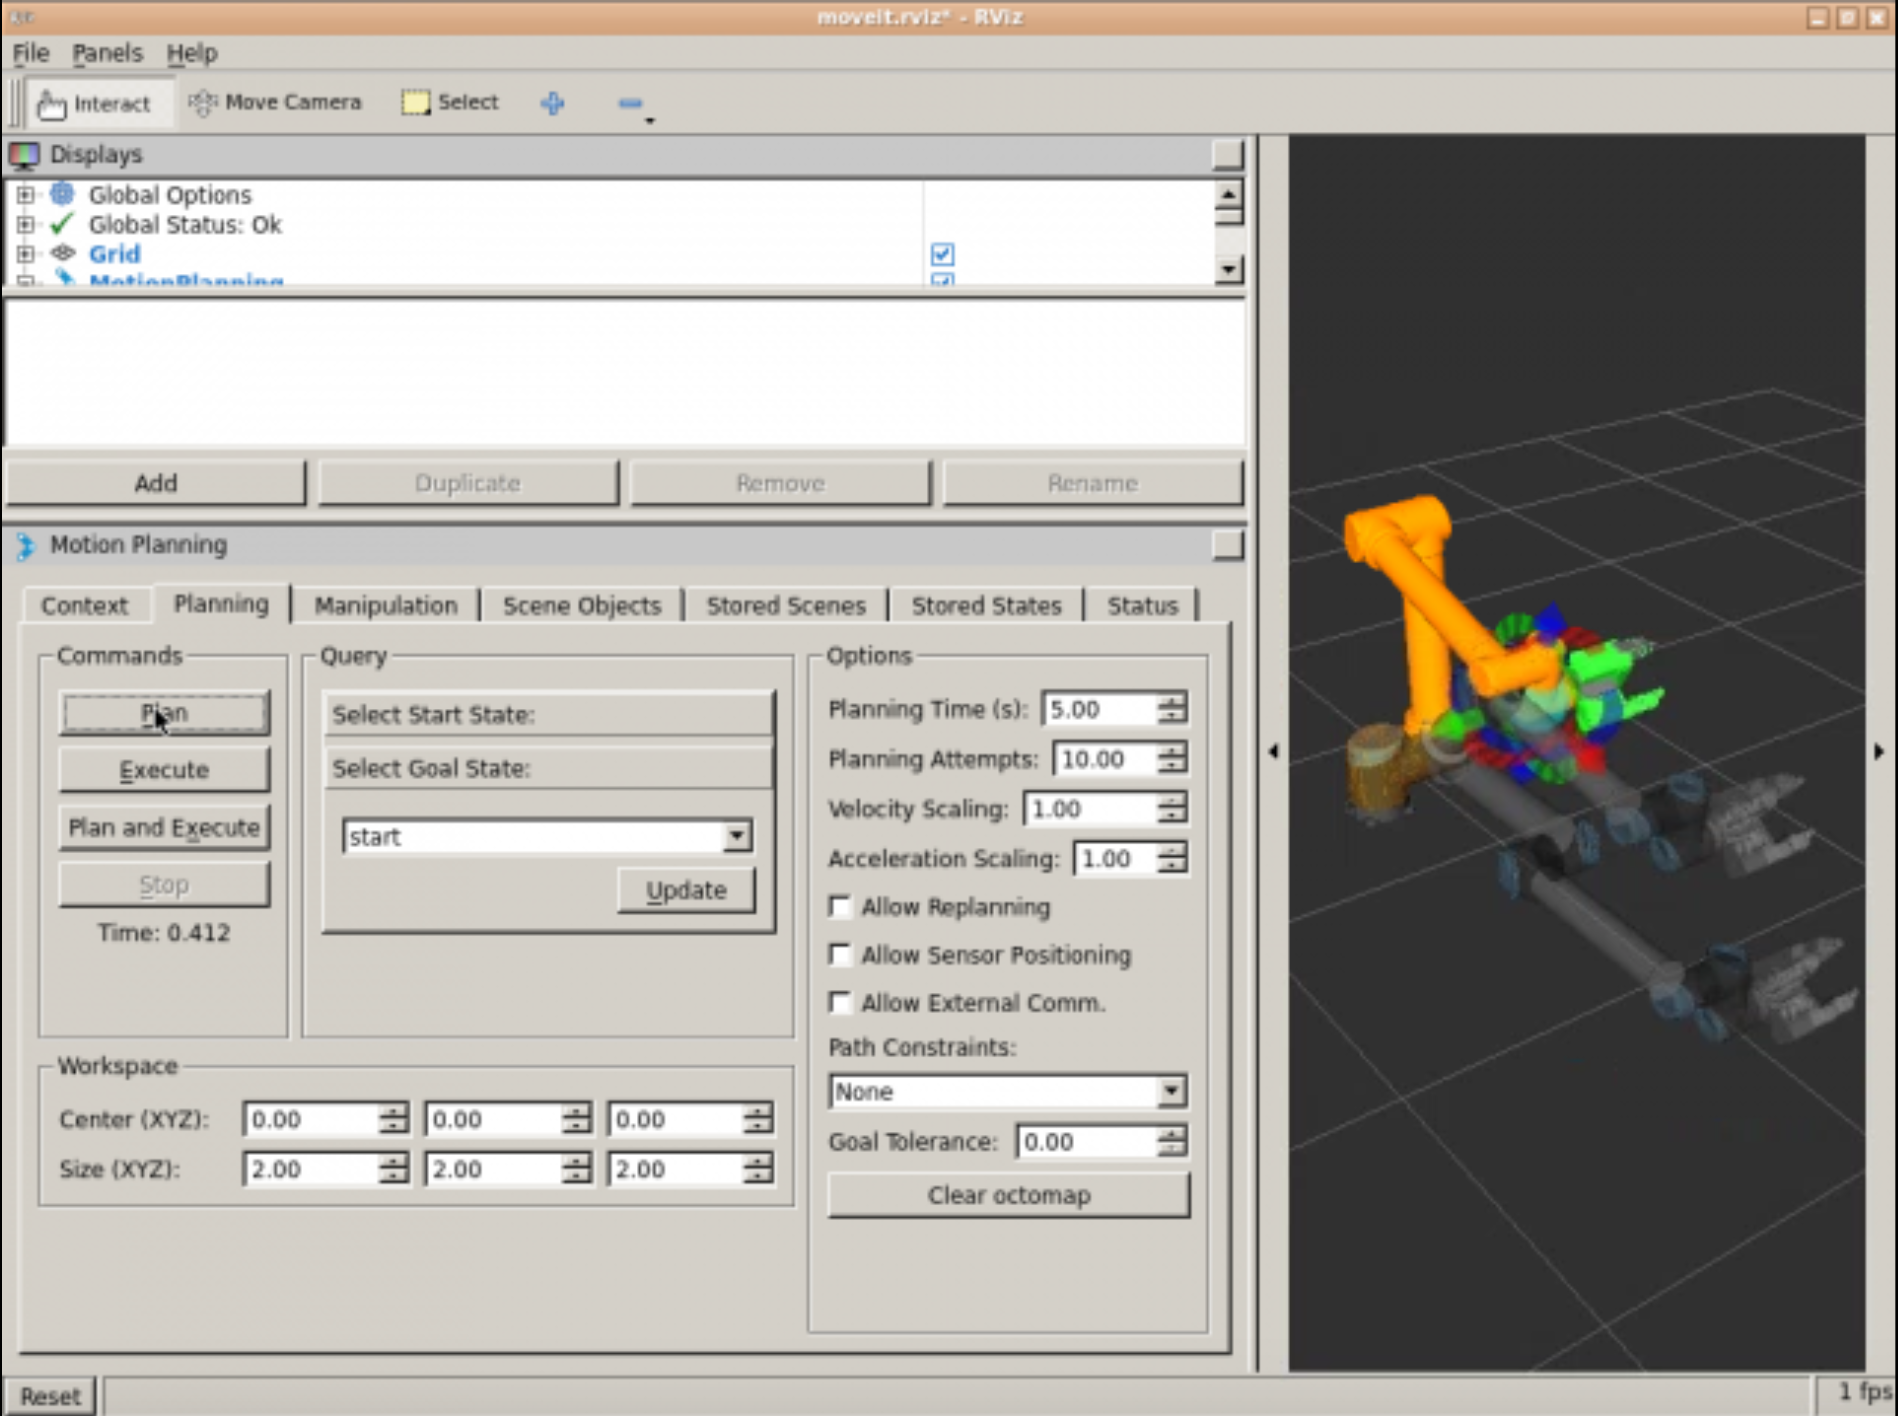 moveit.rviz* - RViz
File Panels Help
Interact Move Camera Select
Displays
Global Options
Global Status: Ok
Grid
MotionPlanning
Add Duplicate Remove Rename
Motion Planning
Context Planning Manipulation Scene Objects Stored Scenes Stored States Status
Commands
Plan
Execute
Plan and Execute
Stop
Time: 0.412
Query
Select Start State:
Select Goal State:
start
Update
Options
Planning Time (s): 5.00
Planning Attempts: 10.00
Velocity Scaling: 1.00
Acceleration Scaling: 1.00
Allow Replanning
Allow Sensor Positioning
Allow External Comm.
Path Constraints:
None
Goal Tolerance: 0.00
Clear octomap
Workspace
Center (XYZ): 0.00 0.00 0.00
Size (XYZ): 2.00 2.00 2.00
Reset
1 fps